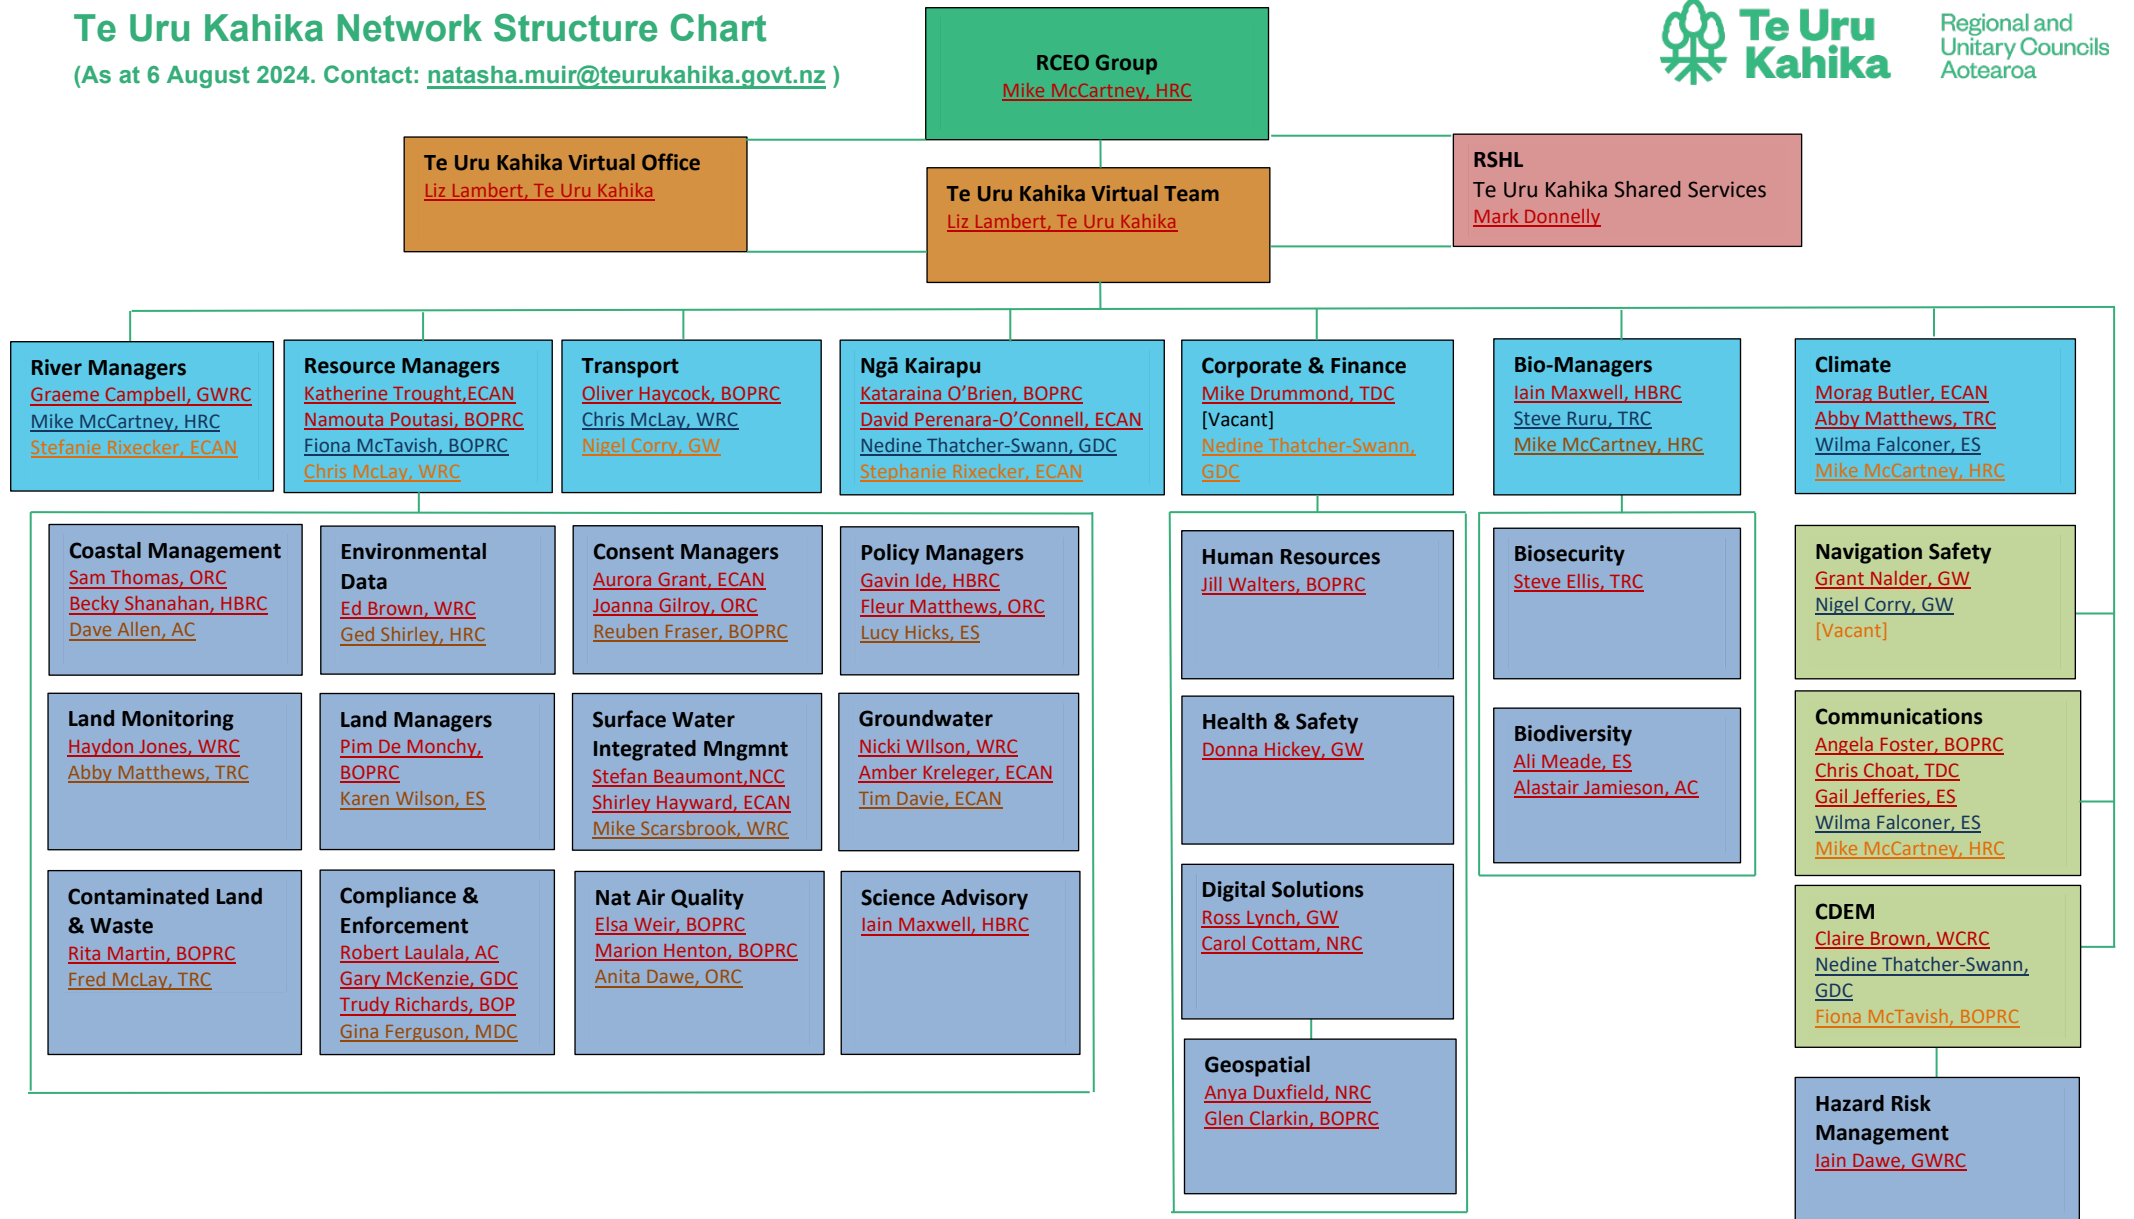 Te Uru Kahika Network Structure Chart
(As at 6 August 2024. Contact: natasha.muir@teurukahika.govt.nz )
Te Uru
Kahika
Regional and
Unitary Councils
Aotearoa
RCEO Group
Mike McCartney, HRC
Te Uru Kahika Virtual Office
Liz Lambert, Te Uru Kahika
Te Uru Kahika Virtual Team
Liz Lambert, Te Uru Kahika
RSHL
Te Uru Kahika Shared Services
Mark Donnelly
River Managers
Graeme Campbell, GWRC
Mike McCartney, HRC
Stefanie Rixecker, ECAN
Resource Managers
Katherine Trought,ECAN
Namouta Poutasi, BOPRC
Fiona McTavish, BOPRC
Chris McLay, WRC
Transport
Oliver Haycock, BOPRC
Chris McLay, WRC
Nigel Corry, GW
Ngā Kairapu
Kataraina O’Brien, BOPRC
David Perenara-O’Connell, ECAN
Nedine Thatcher-Swann, GDC
Stephanie Rixecker, ECAN
Corporate & Finance
Mike Drummond, TDC
[Vacant]
Nedine Thatcher-Swann,
GDC
Bio-Managers
Iain Maxwell, HBRC
Steve Ruru, TRC
Mike McCartney, HRC
Climate
Morag Butler, ECAN
Abby Matthews, TRC
Wilma Falconer, ES
Mike McCartney, HRC
Coastal Management
Sam Thomas, ORC
Becky Shanahan, HBRC
Dave Allen, AC
Environmental
Data
Ed Brown, WRC
Ged Shirley, HRC
Consent Managers
Aurora Grant, ECAN
Joanna Gilroy, ORC
Reuben Fraser, BOPRC
Policy Managers
Gavin Ide, HBRC
Fleur Matthews, ORC
Lucy Hicks, ES
Human Resources
Jill Walters, BOPRC
Biosecurity
Steve Ellis, TRC
Navigation Safety
Grant Nalder, GW
Nigel Corry, GW
[Vacant]
Land Monitoring
Haydon Jones, WRC
Abby Matthews, TRC
Land Managers
Pim De Monchy,
BOPRC
Karen Wilson, ES
Surface Water
Integrated Mngmnt
Stefan Beaumont,NCC
Shirley Hayward, ECAN
Mike Scarsbrook, WRC
Groundwater
Nicki WIlson, WRC
Amber Kreleger, ECAN
Tim Davie, ECAN
Health & Safety
Donna Hickey, GW
Biodiversity
Ali Meade, ES
Alastair Jamieson, AC
Communications
Angela Foster, BOPRC
Chris Choat, TDC
Gail Jefferies, ES
Wilma Falconer, ES
Mike McCartney, HRC
Contaminated Land
& Waste
Rita Martin, BOPRC
Fred McLay, TRC
Compliance &
Enforcement
Robert Laulala, AC
Gary McKenzie, GDC
Trudy Richards, BOP
Gina Ferguson, MDC
Nat Air Quality
Elsa Weir, BOPRC
Marion Henton, BOPRC
Anita Dawe, ORC
Science Advisory
Iain Maxwell, HBRC
Digital Solutions
Ross Lynch, GW
Carol Cottam, NRC
CDEM
Claire Brown, WCRC
Nedine Thatcher-Swann,
GDC
Fiona McTavish, BOPRC
Geospatial
Anya Duxfield, NRC
Glen Clarkin, BOPRC
Hazard Risk
Management
Iain Dawe, GWRC